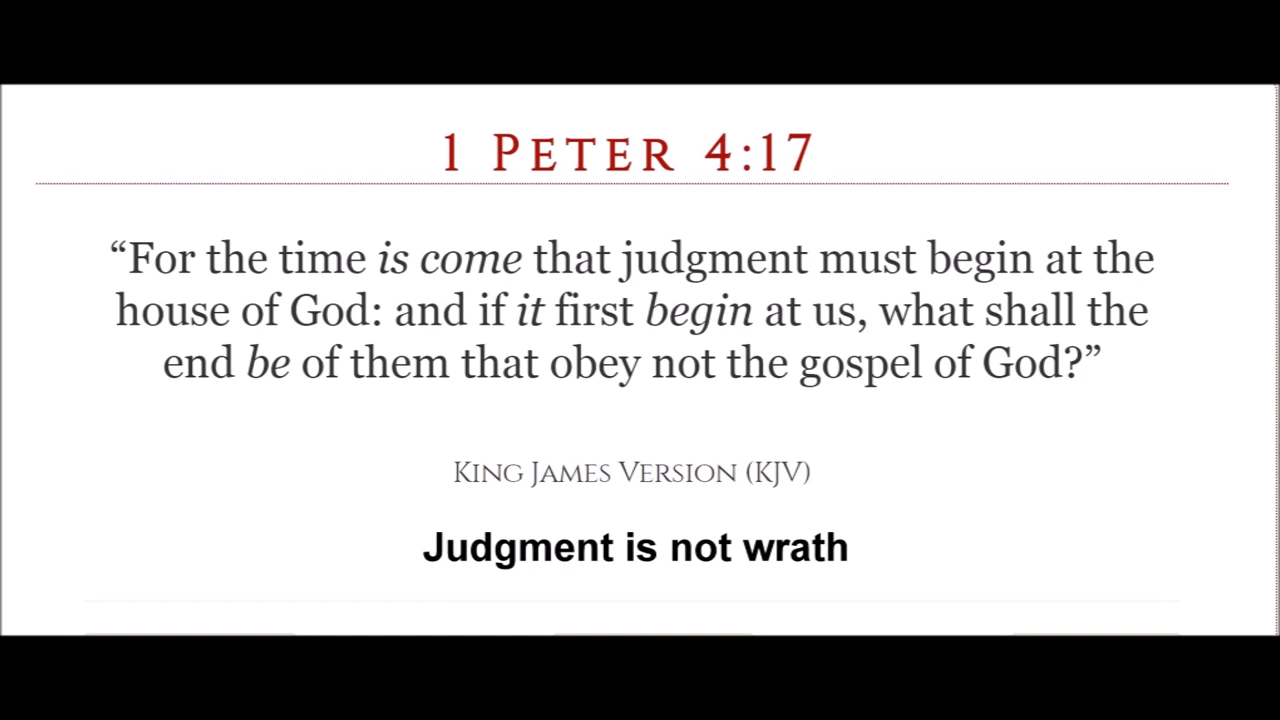 1 PETER 4:17
“For the time is come that judgment must begin at the
house of God: and if it first begin at us, what shall the
end be of them that obey not the gospel of God?”
KING JAMES VERSION (KJV)
Judgment is not wrath